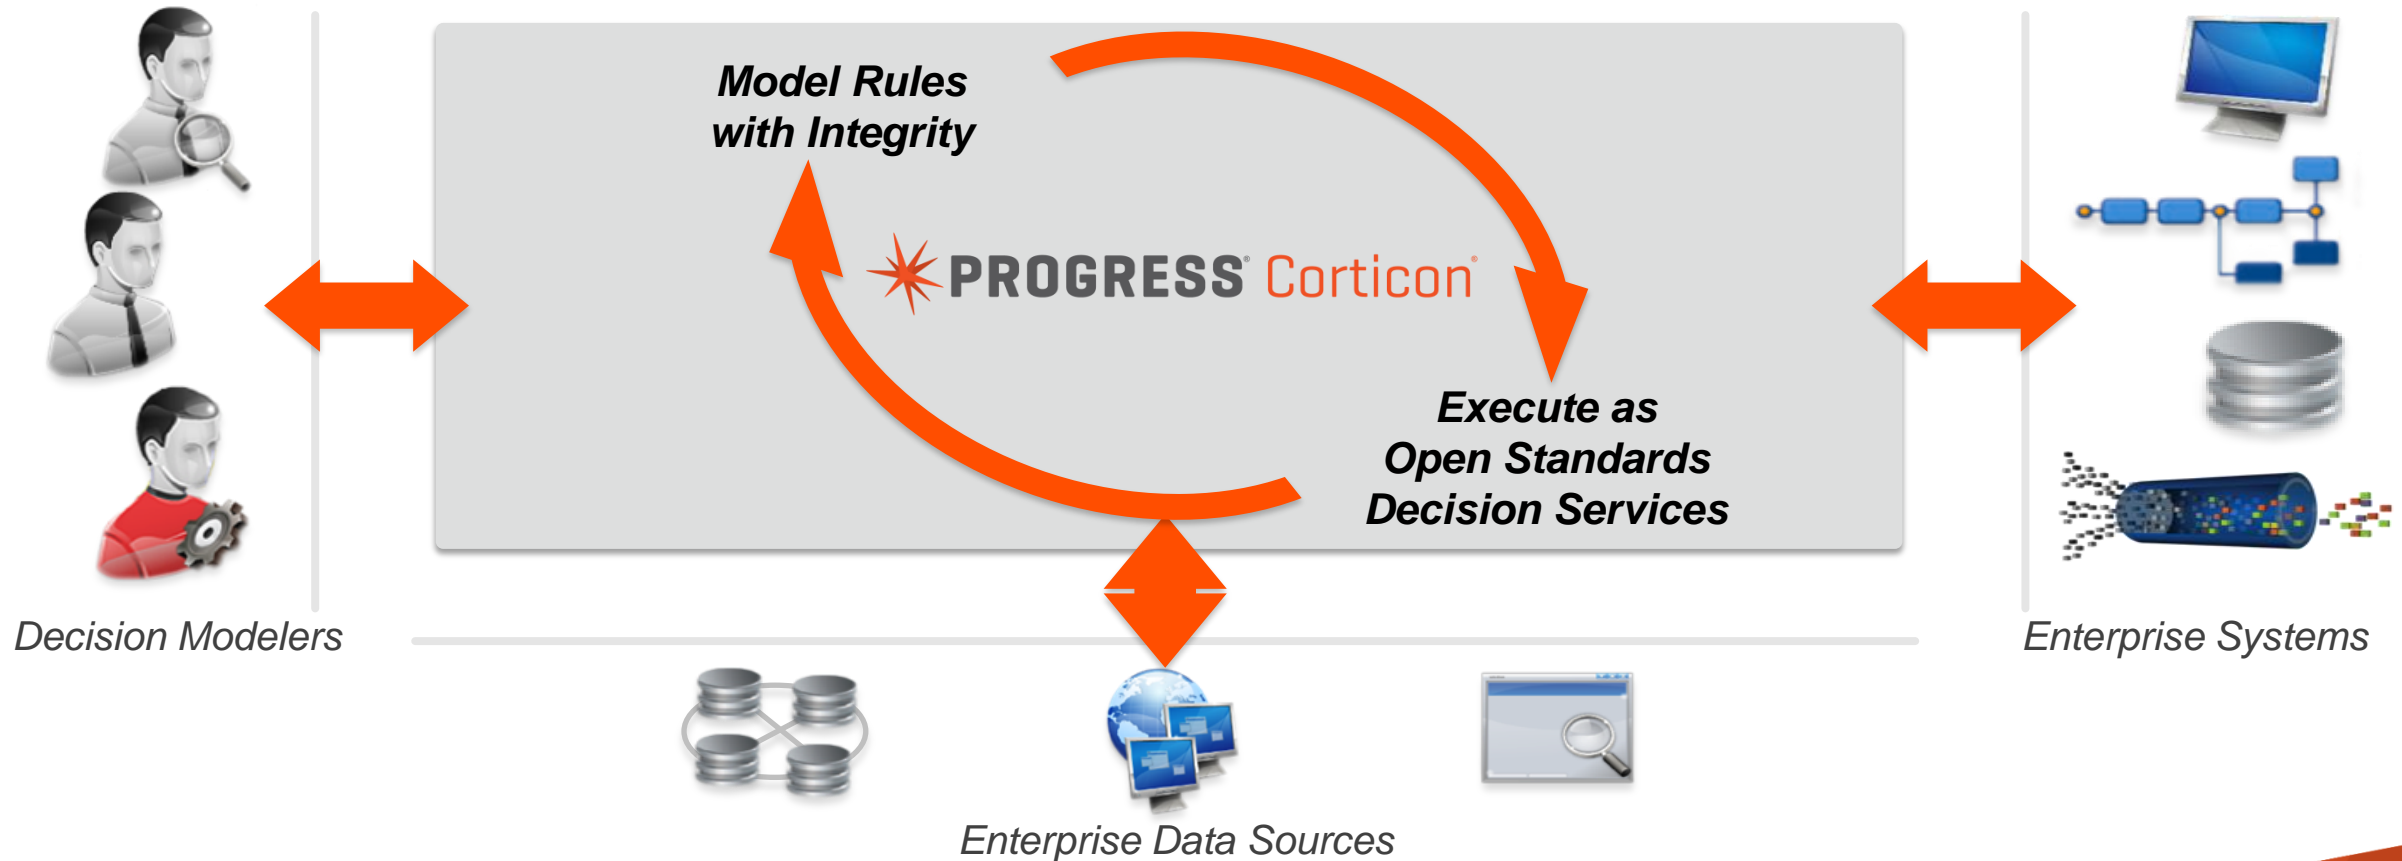 Model Rules
with Integrity
PROGRESS® Corticon®
Execute as
Open Standards
Decision Services
Decision Modelers
Enterprise Systems
Enterprise Data Sources